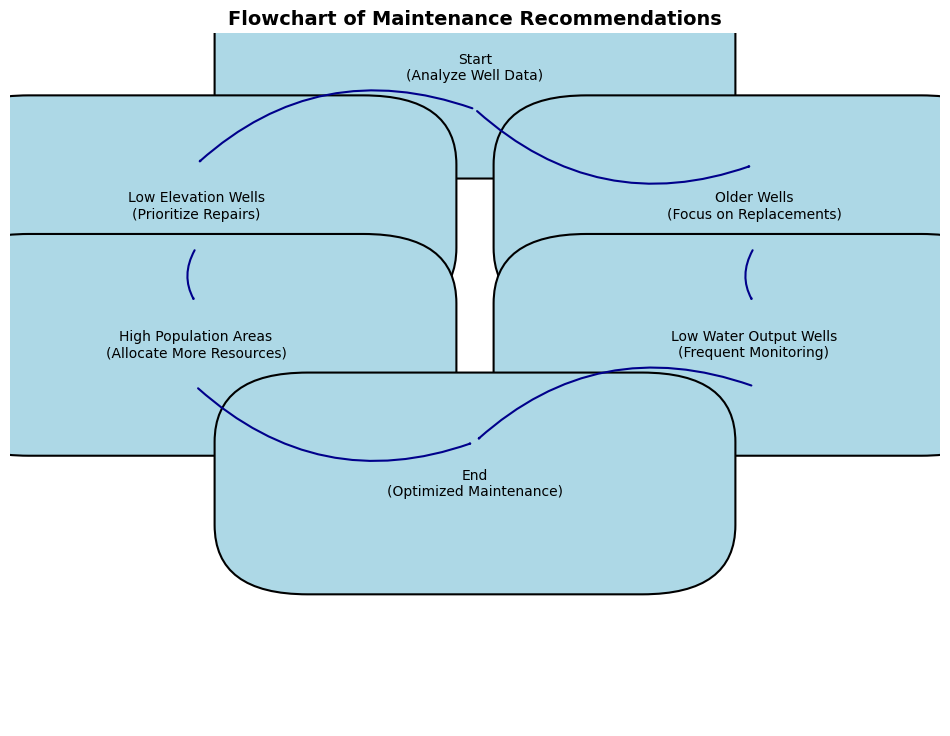 Flowchart of Maintenance Recommendations
Start
(Analyze Well Data)
Low Elevation Wells
(Prioritize Repairs)
Older Wells
(Focus on Replacements)
High Population Areas
(Allocate More Resources)
Low Water Output Wells
(Frequent Monitoring)
End
(Optimized Maintenance)